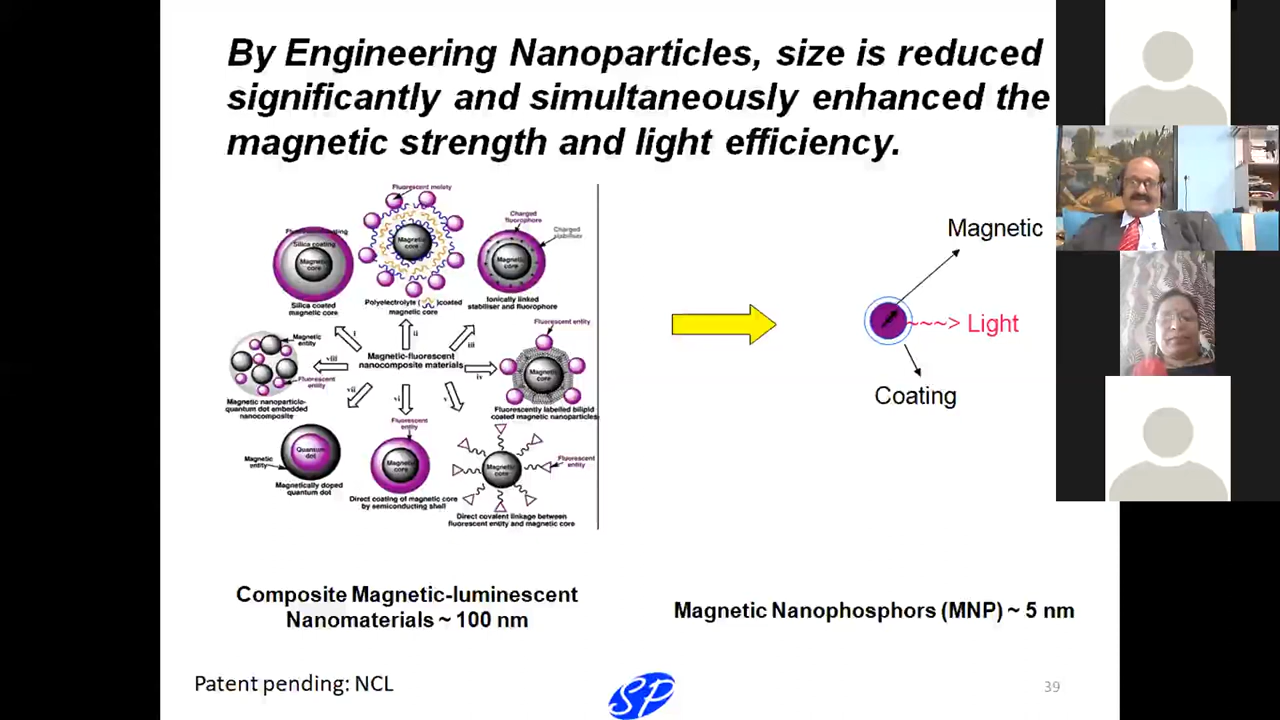 By Engineering Nanoparticles, size is reduced
significantly and simultaneously enhanced the
magnetic strength and light efficiency.
Fluorescent moiety
Magnetic
core
Polyelectrolyte ( ) coated
magnetic core
Silica coating
Magnetic
core
Silica coated
magnetic core
Charged
fluorophore
Charged
stabiliser
Magnetic
core
Ionically linked
stabiliser and fluorophore
i
ii
iii
Magnetic-fluorescent
nanocomposite materials
viii
iv
vii
vi
v
Magnetic
entity
Fluorescent
entity
Magnetic nanoparticle-
quantum dot embedded
nanocomposite
Fluorescent entity
Magnetic
core
Fluorescently labelled bilipid
coated magnetic nanoparticles
Quantum
dot
Magnetic
entity
Magnetically doped
quantum dot
Fluorescent
entity
Magnetic
core
Direct coating of magnetic core
by semiconducting shell
Magnetic
core
Fluorescent
entity
Direct covalent linkage between
fluorescent entity and magnetic core
Magnetic
~~~> Light
Coating
Composite Magnetic-luminescent
Nanomaterials ~ 100 nm
Magnetic Nanophosphors (MNP) ~ 5 nm
Patent pending: NCL
SP
39